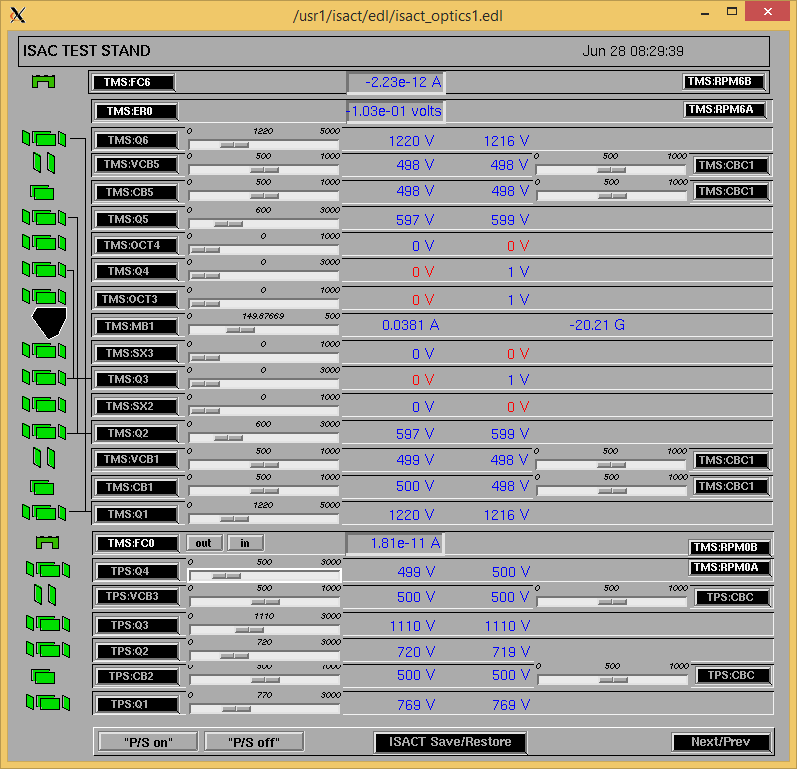 /usr1/isact/edl/isact_optics1.edl
ISAC TEST STAND Jun 28 08:29:39
TMS:FC6 -2.23e-12 A TMS:RPM6B
TMS:ER0 -1.03e-01 volts TMS:RPM6A
0 1220 5000
TMS:Q6 1220 V 1216 V
0 500 1000 0 500 1000
TMS:VCB5 498 V 498 V TMS:CBC1
0 500 1000 0 500 1000
TMS:CB5 498 V 498 V TMS:CBC1
0 600 3000
TMS:Q5 597 V 599 V
0 0 1000
TMS:OCT4 0 V 0 V
0 0 3000
TMS:Q4 0 V 1 V
0 0 1000
TMS:OCT3 0 V 1 V
0 149.87669 500
TMS:MB1 0.0381 A -20.21 G
0 0 1000
TMS:SX3 0 V 0 V
0 0 3000
TMS:Q3 0 V 1 V
0 0 1000
TMS:SX2 0 V 0 V
0 600 3000
TMS:Q2 597 V 599 V
0 500 1000 0 500 1000
TMS:VCB1 499 V 498 V TMS:CBC1
0 500 1000 0 500 1000
TMS:CB1 500 V 498 V TMS:CBC1
0 1220 5000
TMS:Q1 1220 V 1216 V
TMS:FC0 out in 1.81e-11 A TMS:RPM0B
0 500 3000 TMS:RPM0A
TPS:Q4 499 V 500 V
0 500 1000 0 500 1000
TPS:VCB3 500 V 500 V TPS:CBC
0 1110 3000
TPS:Q3 1110 V 1110 V
0 720 3000
TPS:Q2 720 V 719 V
0 500 1000 0 500 1000
TPS:CB2 500 V 500 V TPS:CBC
0 770 3000
TPS:Q1 769 V 769 V
"P/S on" "P/S off" ISACT Save/Restore Next/Prev